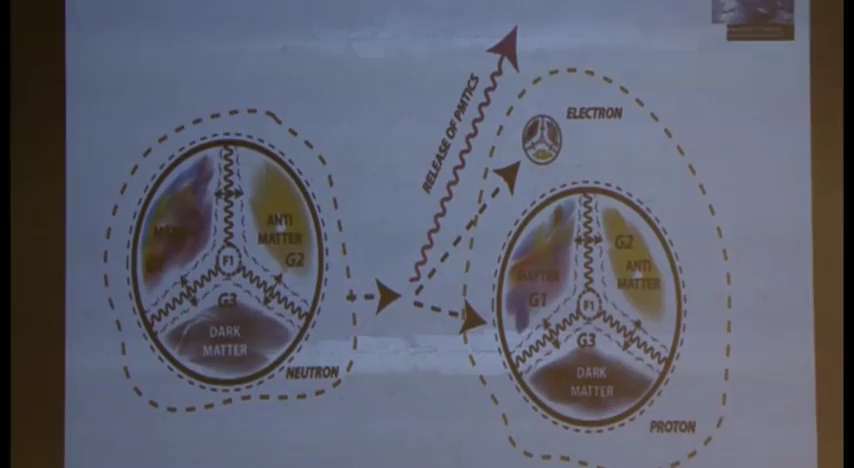 RELEASE OF PMTICS
ELECTRON
ANTI
MATTER
G2
F1
G3
DARK
MATTER
NEUTRON
MATTER
G1
G2
ANTI
MATTER
F1
G3
DARK
MATTER
PROTON